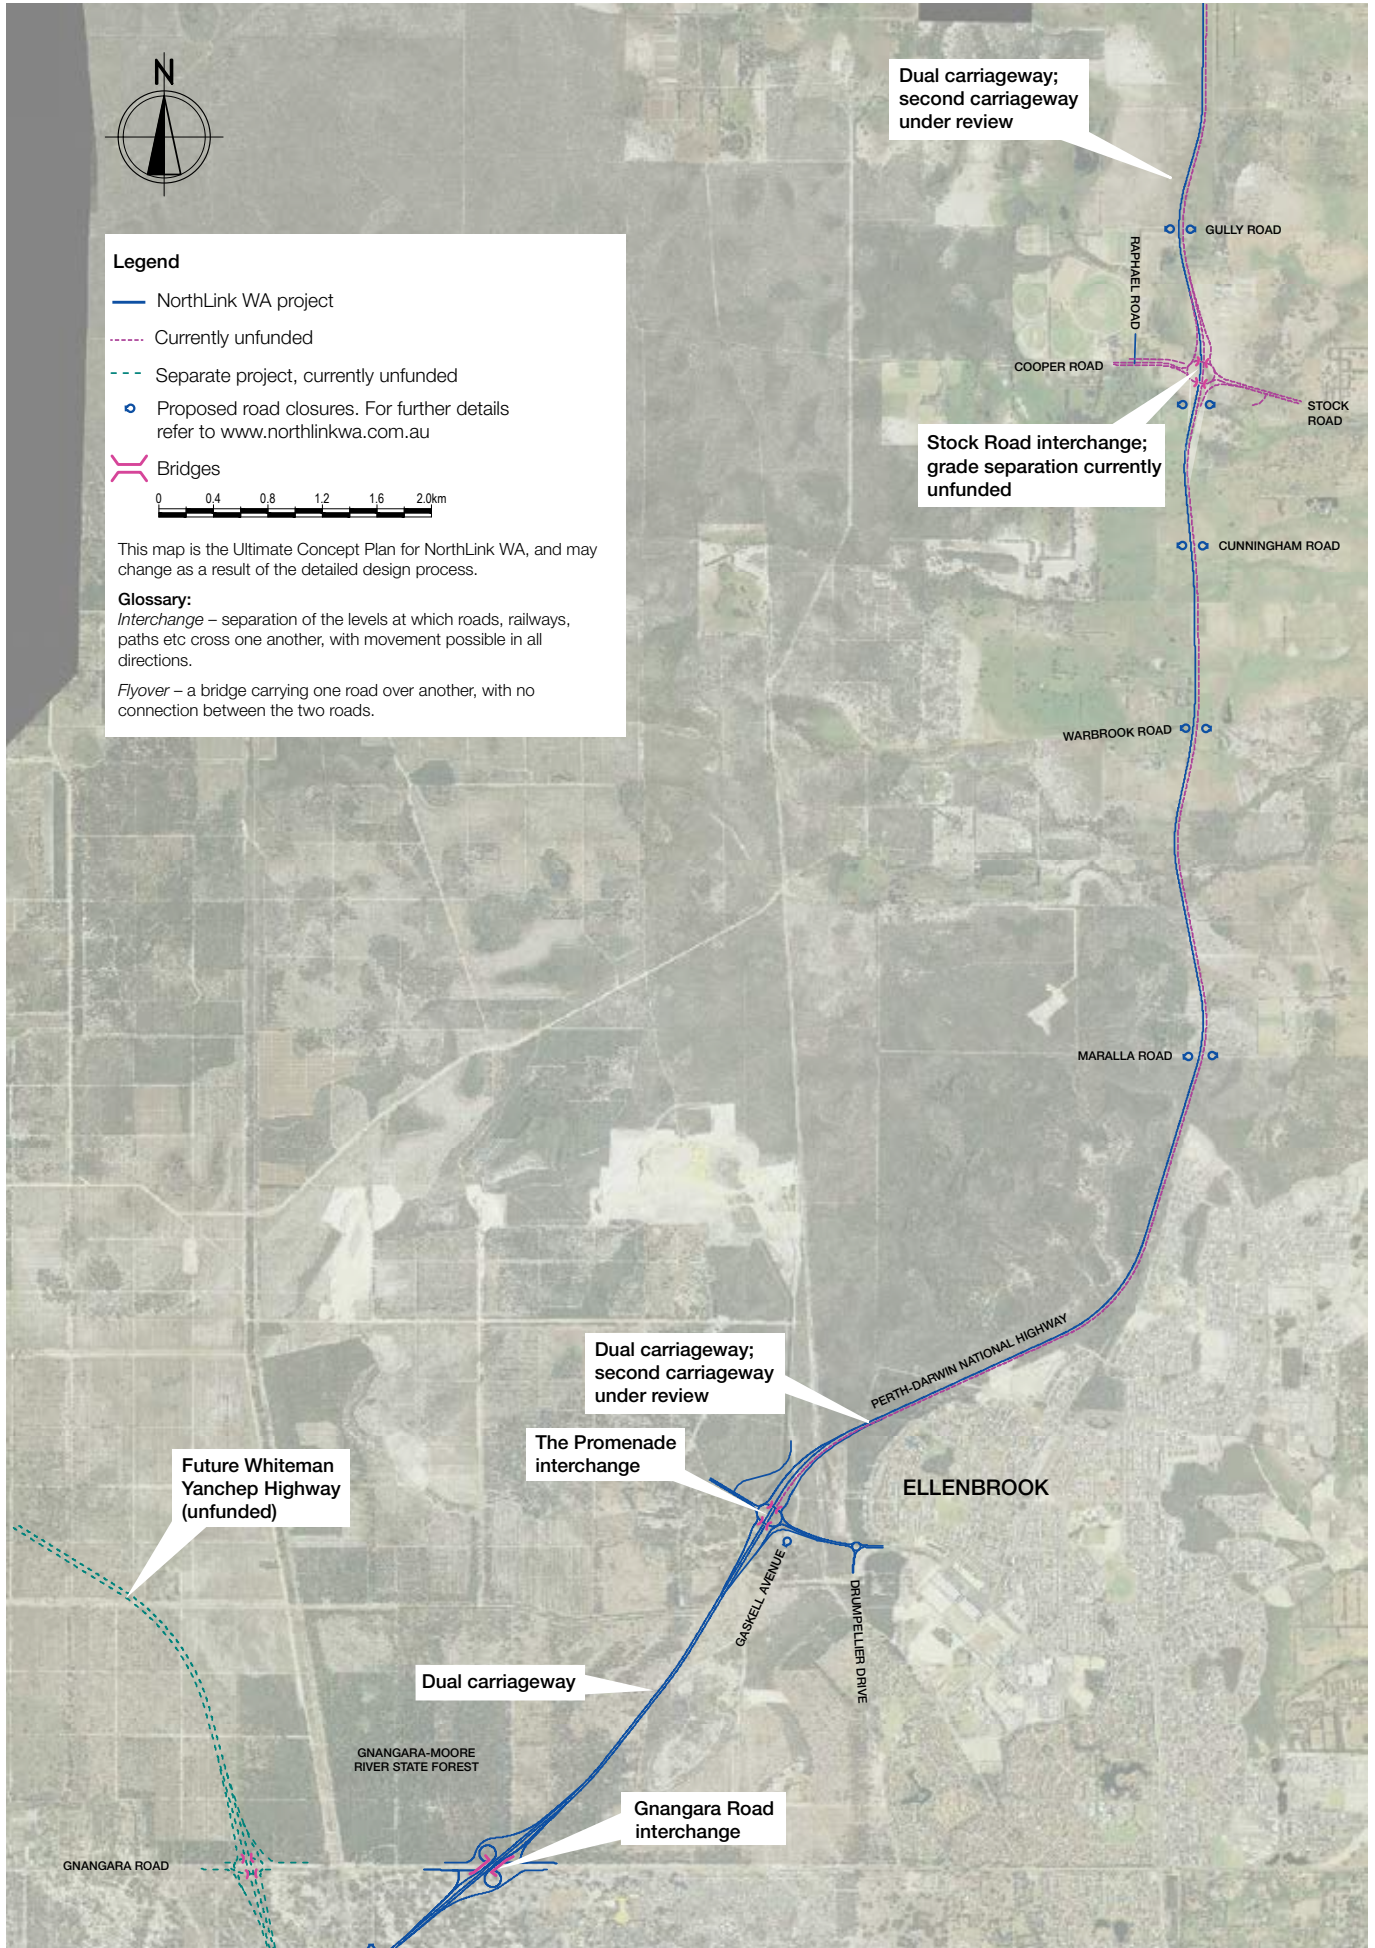 N
Dual carriageway;
second carriageway
under review
GULLY ROAD
RAPHAEL ROAD
COOPER ROAD
STOCK
ROAD
Stock Road interchange;
grade separation currently
unfunded
CUNNINGHAM ROAD
WARBROOK ROAD
MARALLA ROAD
Legend
NorthLink WA project
Currently unfunded
Separate project, currently unfunded
Proposed road closures. For further details
refer to www.northlinkwa.com.au
Bridges
0 0.4 0.8 1.2 1.6 2.0km
This map is the Ultimate Concept Plan for NorthLink WA, and may
change as a result of the detailed design process.
Glossary:
Interchange – separation of the levels at which roads, railways,
paths etc cross one another, with movement possible in all
directions.
Flyover – a bridge carrying one road over another, with no
connection between the two roads.
PERTH-DARWIN NATIONAL HIGHWAY
Dual carriageway;
second carriageway
under review
The Promenade
interchange
ELLENBROOK
Future Whiteman
Yanchep Highway
(unfunded)
GASKELL AVENUE
DRUMPELLIER DRIVE
Dual carriageway
GNANGARA-MOORE
RIVER STATE FOREST
Gnangara Road
interchange
GNANGARA ROAD